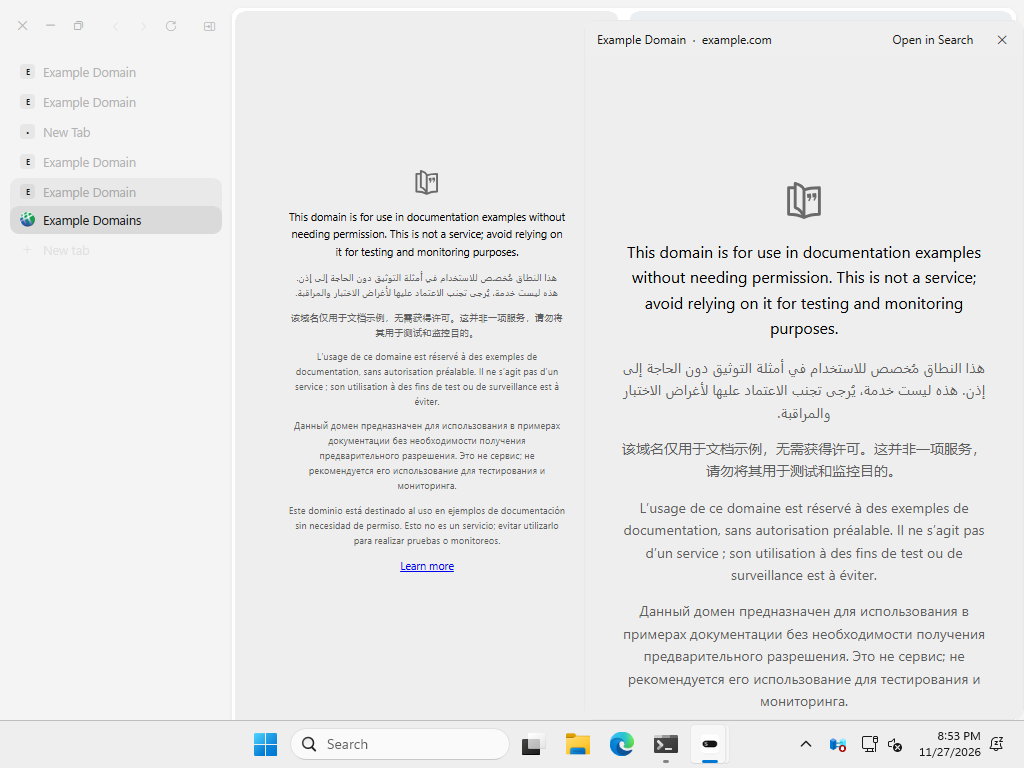 E Example Domain
E Example Domain
New Tab
E Example Domain
E Example Domain
Example Domains
+ New tab
This domain is for use in documentation examples without
needing permission. This is not a service; avoid relying on
it for testing and monitoring purposes.
هذا النطاق مُخصص للاستخدام في أمثلة التوثيق دون الحاجة إلى إذن.
هذه ليست خدمة، يُرجى تجنب الاعتماد عليها لأغراض الاختبار والمراقبة.
该域名仅用于文档示例，无需获得许可。这并非一项服务，请勿将
其用于测试和监控目的。
L'usage de ce domaine est réservé à des exemples de
documentation, sans autorisation préalable. Il ne s'agit pas d'un
service ; son utilisation à des fins de test ou de surveillance est à
éviter.
Данный домен предназначен для использования в примерах
документации без необходимости получения
предварительного разрешения. Это не сервис; не
рекомендуется его использование для тестирования и
мониторинга.
Este dominio está destinado al uso en ejemplos de documentación
sin necesidad de permiso. Esto no es un servicio; evitar utilizarlo
para realizar pruebas o monitoreos.
Learn more
Example Domain · example.com
Open in Search
This domain is for use in documentation examples
without needing permission. This is not a service;
avoid relying on it for testing and monitoring
purposes.
هذا النطاق مُخصص للاستخدام في أمثلة التوثيق دون الحاجة إلى
إذن. هذه ليست خدمة، يُرجى تجنب الاعتماد عليها لأغراض الاختبار
والمراقبة.
该域名仅用于文档示例，无需获得许可。这并非一项服务，
请勿将其用于测试和监控目的。
L'usage de ce domaine est réservé à des exemples de
documentation, sans autorisation préalable. Il ne s'agit pas
d'un service ; son utilisation à des fins de test ou de
surveillance est à éviter.
Данный домен предназначен для использования в
примерах документации без необходимости получения
предварительного разрешения. Это не сервис; не
рекомендуется его использование для тестирования и
мониторинга.
Search
8:53 PM
11/27/2026